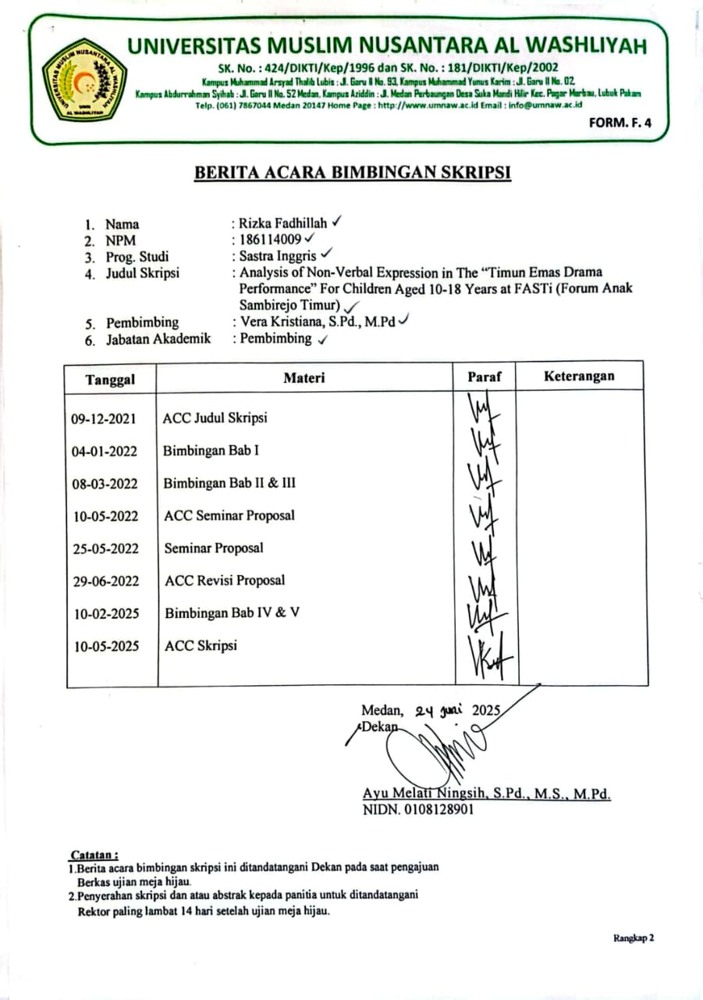 UNIVERSITAS MUSLIM NUSANTARA AL WASHLIYAH
SK. No. : 424/DIKTI/Kep/1996 dan SK. No. : 181/DIKTI/Kep/2002
Kampus Muhammad Arsyad Thalib Lubis : Jl. Garu II No. 93, Kampus Muhammad Yunus Karim : Jl. Garu II No. 02,
Kampus Abdurrahman Syihab : Jl. Garu II No. 52 Medan, Kampus Aziddin : Jl. Medan Perbaungan Desa Suka Mandi Hilir Kec. Pagar Merbau, Lubuk Pakam
Telp. (061) 7867044 Medan 20147 Home Page : http://www.umnaw.ac.id Email : info@umnaw.ac.id
UNIVERSITAS MUSLIM NUSANTARA AL WASHLIYAH
UMN
AL WASHLIYAH
FORM. F. 4
BERITA ACARA BIMBINGAN SKRIPSI
1. Nama : Rizka Fadhillah ✓
2. NPM : 186114009 ✓
3. Prog. Studi : Sastra Inggris ✓
4. Judul Skripsi : Analysis of Non-Verbal Expression in The “Timun Emas Drama
Performance” For Children Aged 10-18 Years at FASTi (Forum Anak
Sambirejo Timur) ✓
5. Pembimbing : Vera Kristiana, S.Pd., M.Pd ✓
6. Jabatan Akademik : Pembimbing ✓
Tanggal Materi Paraf Keterangan
09-12-2021 ACC Judul Skripsi
04-01-2022 Bimbingan Bab I
08-03-2022 Bimbingan Bab II & III
10-05-2022 ACC Seminar Proposal
25-05-2022 Seminar Proposal
29-06-2022 ACC Revisi Proposal
10-02-2025 Bimbingan Bab IV & V
10-05-2025 ACC Skripsi
Medan, 24 Juni 2025
Dekan
Ayu Melati Ningsih, S.Pd., M.S., M.Pd.
NIDN. 0108128901
Catatan :
1.Berita acara bimbingan skripsi ini ditandatangani Dekan pada saat pengajuan
Berkas ujian meja hijau.
2.Penyerahan skripsi dan atau abstrak kepada panitia untuk ditandatangani
Rektor paling lambat 14 hari setelah ujian meja hijau.
Rangkap 2